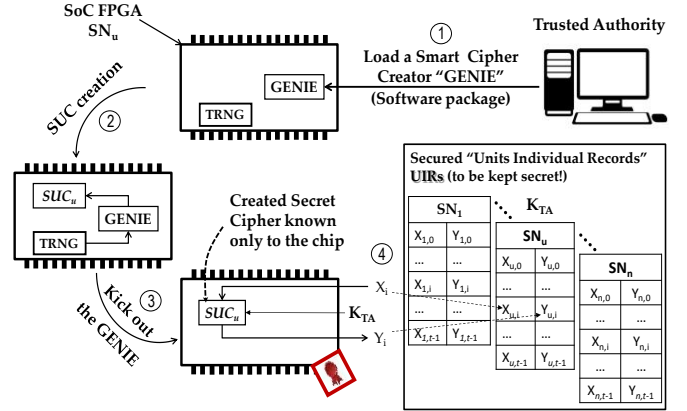 SoC FPGA
SNu
Trusted Authority
1
Load a Smart Cipher
Creator “GENIE”
(Software package)
GENIE
TRNG
SUC creation
2
SUCu
GENIE
TRNG
Created Secret
Cipher known
only to the chip
3
Kick out
the GENIE
SUCu
4
Xi
KTA
Yi
Secured “Units Individual Records”
UIRs (to be kept secret!)
KTA
SN1
X1,0 Y1,0
... ...
X1,i Y1,i
... ...
X1,t-1 Y1,t-1
SNu
Xu,0 Yu,0
... ...
Xu,i Yu,i
... ...
Xu,t-1 Yu,t-1
SNn
Xn,0 Yn,0
... ...
Xn,i Yn,i
... ...
Xn,t-1 Yn,t-1